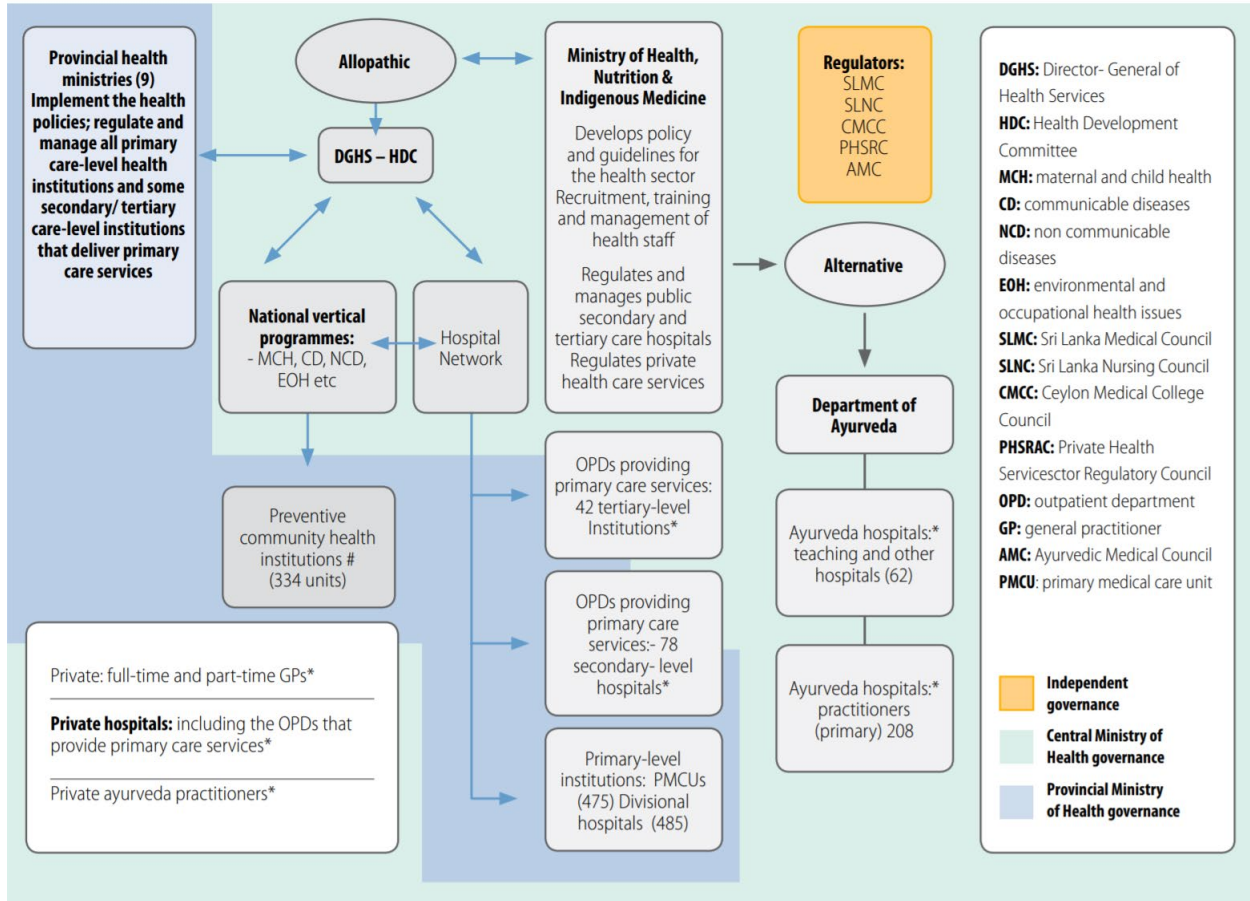 Provincial health
ministries (9)
Implement the health
policies; regulate and
manage all primary
care-level health
institutions and some
secondary/ tertiary
care-level institutions
that deliver primary
care services
Allopathic
DGHS – HDC
National vertical
programmes:
- MCH, CD, NCD,
EOH etc
Hospital
Network
Preventive
community health
institutions #
(334 units)
Private: full-time and part-time GPs*
Private hospitals: including the OPDs that
provide primary care services*
Private ayurveda practitioners*
Ministry of Health,
Nutrition &
Indigenous Medicine
Develops policy
and guidelines for
the health sector
Recruitment, training
and management of
health staff
Regulates and
manages public
secondary and
tertiary care hospitals
Regulates private
health care services
OPDs providing
primary care services:
42 tertiary-level
Institutions*
OPDs providing
primary care
services:- 78
secondary- level
hospitals*
Primary-level
institutions: PMCUs
(475) Divisional
hospitals (485)
Regulators:
SLMC
SLNC
CMCC
PHSRC
AMC
Alternative
Department of
Ayurveda
Ayurveda hospitals:*
teaching and other
hospitals (62)
Ayurveda hospitals:*
practitioners
(primary) 208
DGHS: Director- General of
Health Services
HDC: Health Development
Committee
MCH: maternal and child health
CD: communicable diseases
NCD: non communicable
diseases
EOH: environmental and
occupational health issues
SLMC: Sri Lanka Medical Council
SLNC: Sri Lanka Nursing Council
CMCC: Ceylon Medical College
Council
PHSRAC: Private Health
Servicesctor Regulatory Council
OPD: outpatient department
GP: general practitioner
AMC: Ayurvedic Medical Council
PMCU: primary medical care unit
Independent
governance
Central Ministry of
Health governance
Provincial Ministry
of Health governance